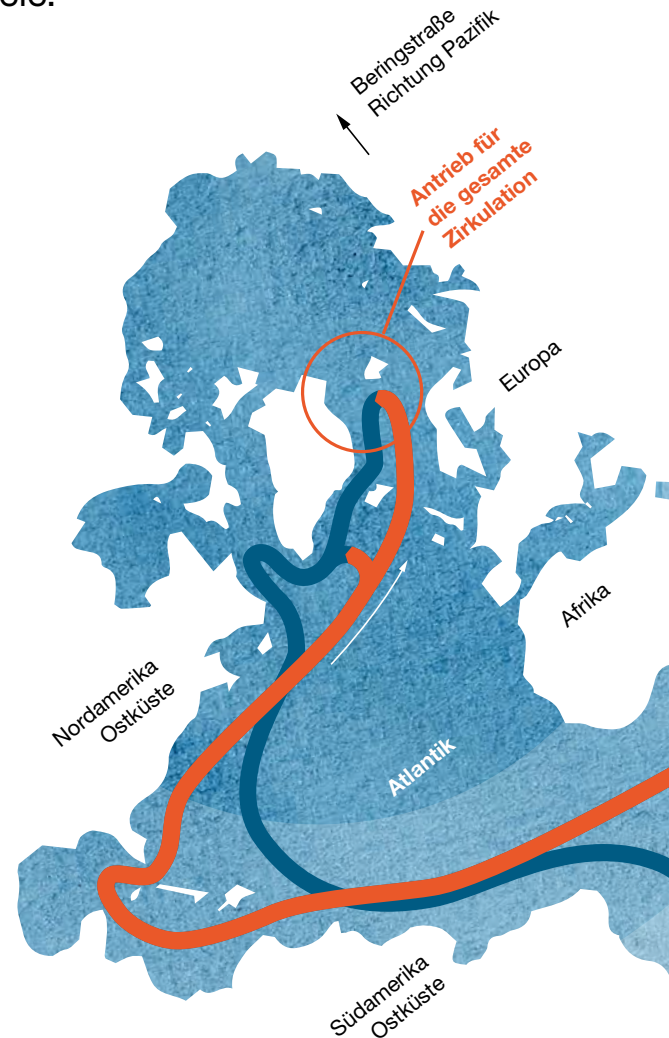 Beringstraße
Richtung Pazifik
Antrieb für
die gesamte
Zirkulation
Europa
Afrika
Nordamerika
Ostküste
Atlantik
Südamerika
Ostküste